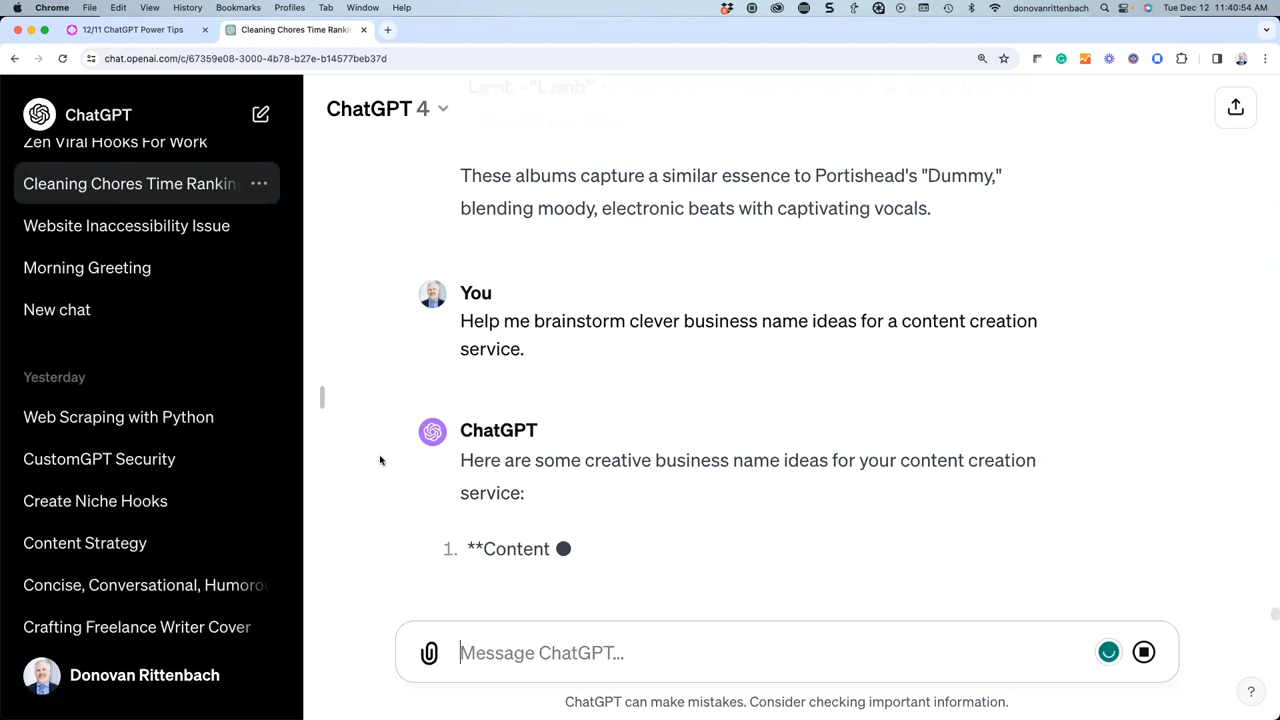 Chrome File Edit View History Bookmarks Profiles Tab Window Help donovanrittenbach Tue Dec 12 11:40:54 AM
12/11 ChatGPT Power Tips Cleaning Chores Time Ranki
chat.openai.com/c/67359e08-3000-4b78-b27e-b14577beb37d
ChatGPT
Zen Viral Hooks For Work
Cleaning Chores Time Rankin
Website Inaccessibility Issue
Morning Greeting
New chat
Yesterday
Web Scraping with Python
CustomGPT Security
Create Niche Hooks
Content Strategy
Concise, Conversational, Humoro
Crafting Freelance Writer Cover
Donovan Rittenbach
Lamb - "Lamb"
ChatGPT 4
These albums capture a similar essence to Portishead's "Dummy,"
blending moody, electronic beats with captivating vocals.
You
Help me brainstorm clever business name ideas for a content creation
service.
ChatGPT
Here are some creative business name ideas for your content creation
service:
1. **Content
Message ChatGPT...
ChatGPT can make mistakes. Consider checking important information.
?